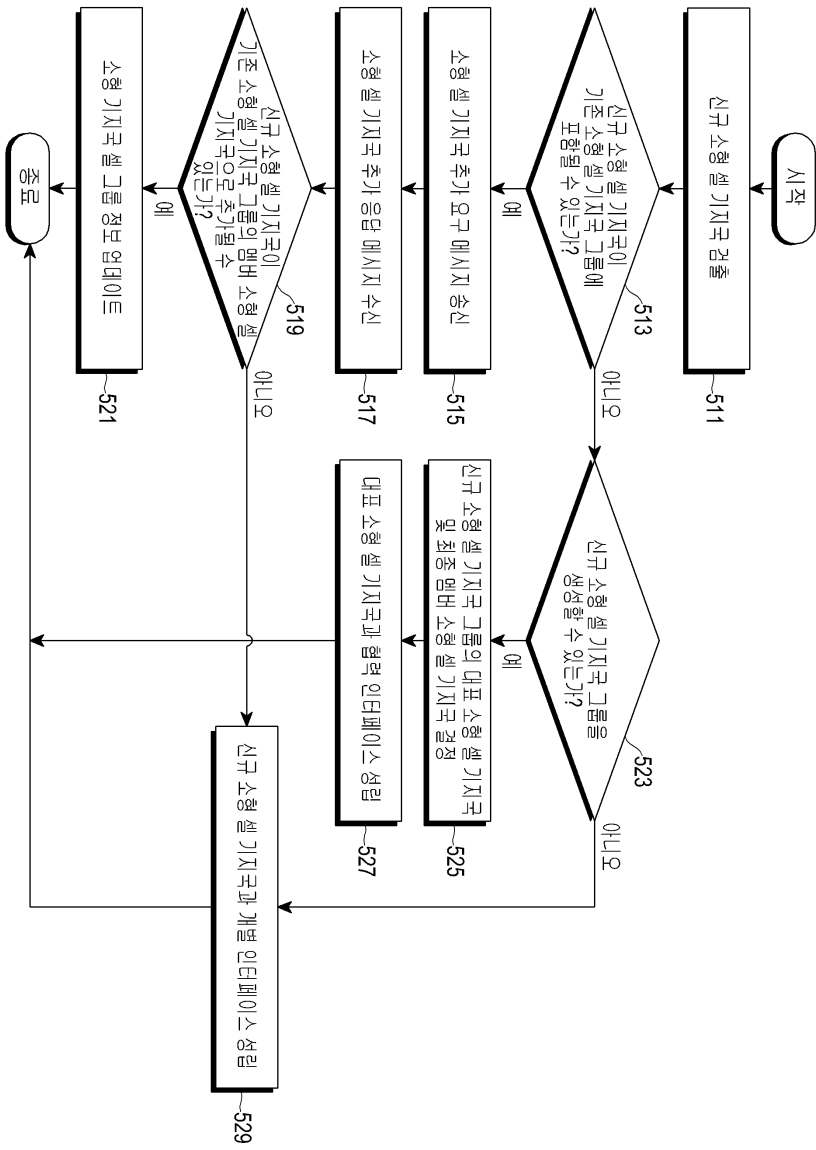 시작
신규 소형 셀 기지국 검출
511
신규 소형 셀 기지국이
기존 소형 셀 기지국 그룹에
포함될 수 있는가?
513
아니오
예
소형 셀 기지국 추가 요구 메시지 송신
515
소형 셀 기지국 추가 응답 메시지 수신
517
신규 소형 셀 기지국이
기존 소형 셀 기지국 그룹의 멤버 소형 셀
기지국으로 추가될 수
있는가?
519
아니오
예
소형 기지국 셀 그룹 정보 업데이트
521
종료
신규 소형 셀 기지국 그룹을
생성할 수 있는가?
523
아니오
예
신규 소형 셀 기지국 그룹의 대표 소형 셀 기지국
및 최종 멤버 소형 셀 기지국 결정
525
대표 소형 셀 기지국과 협력 인터페이스 성립
527
신규 소형 셀 기지국과 개별 인터페이스 성립
529